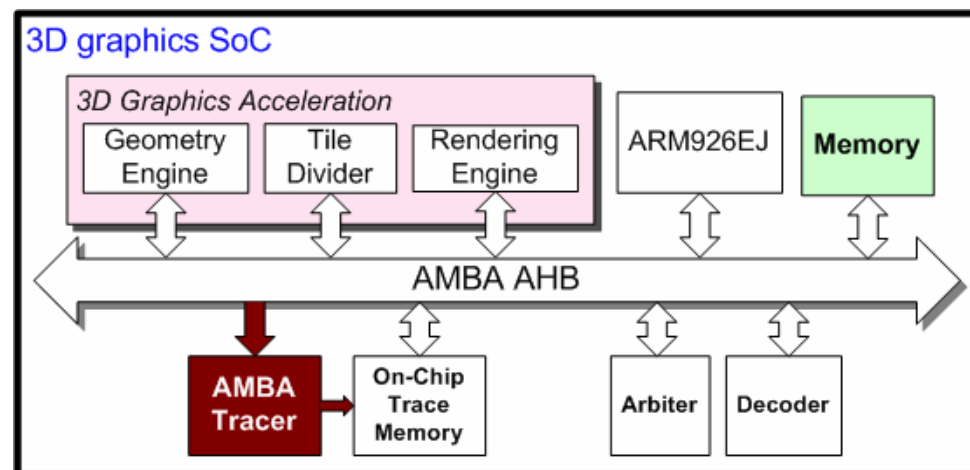 3D graphics SoC
3D Graphics Acceleration
Geometry
Engine
Tile
Divider
Rendering
Engine
ARM926EJ
Memory
AMBA AHB
AMBA
Tracer
On-Chip
Trace
Memory
Arbiter
Decoder